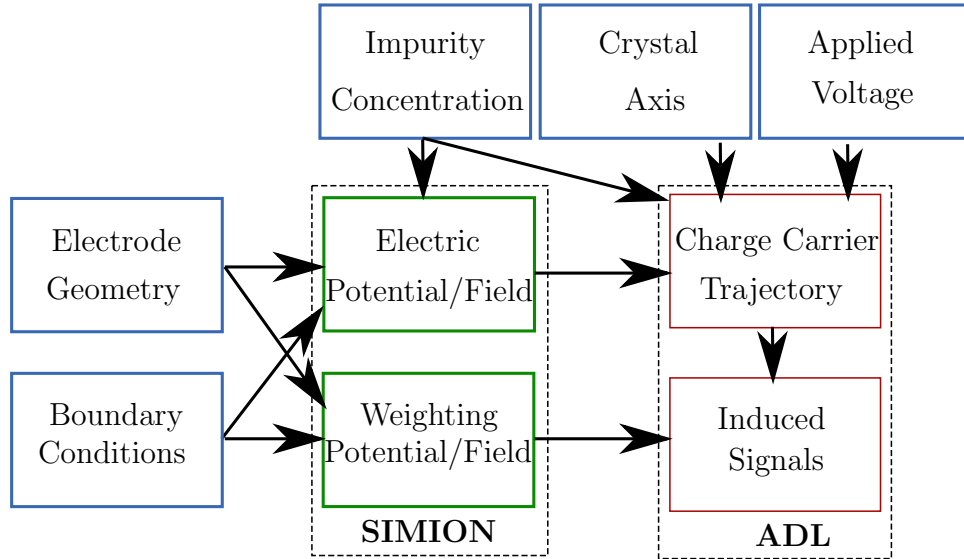 Impurity
Concentration
Crystal
Axis
Applied
Voltage
Electrode
Geometry
Electric
Potential/Field
Charge Carrier
Trajectory
Boundary
Conditions
Weighting
Potential/Field
Induced
Signals
SIMION
ADL